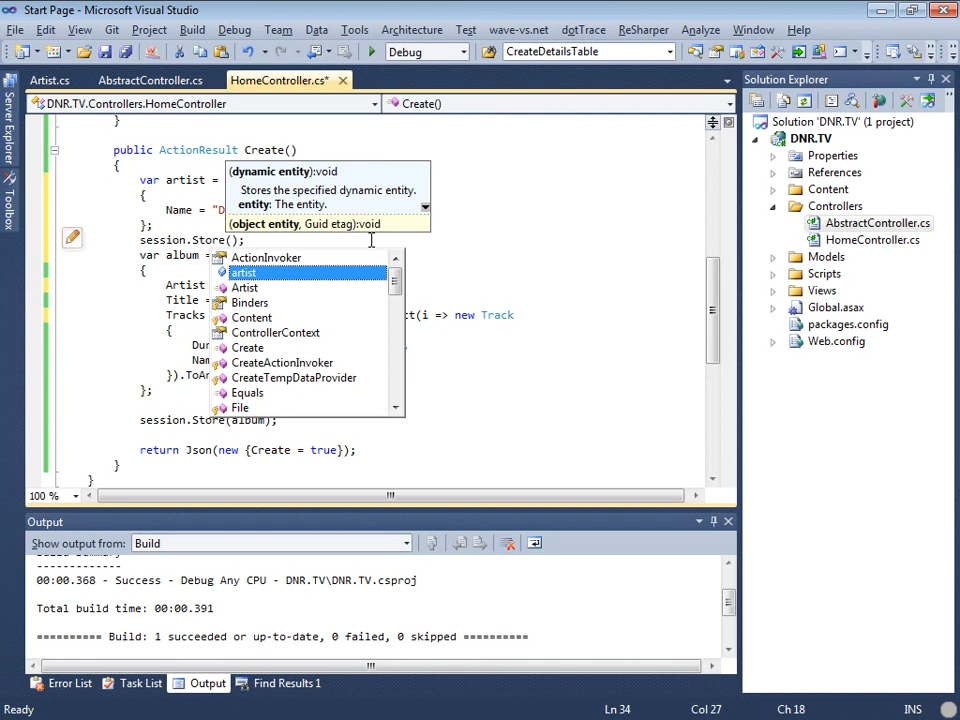 Start Page - Microsoft Visual Studio
File Edit View Git Project Build Debug Team Data Tools Architecture Test wave-vs.net dotTrace ReSharper Analyze Window Help
Debug CreateDetailsTable
Artist.cs AbstractController.cs HomeController.cs*
DNR.TV.Controllers.HomeController Create()
}
public ActionResult Create()
{
var artist =
{
Name = "D
};
session.Store();
var album =
{
Artist
Title =
Tracks ct(i => new Track
{
Du
Na
}).ToA
};
session.Store(album);
return Json(new {Create = true});
}
}
(dynamic entity):void
Stores the specified dynamic entity.
entity: The entity.
(object entity, Guid etag):void
ActionInvoker
artist
Artist
Binders
Content
ControllerContext
Create
CreateActionInvoker
CreateTempDataProvider
Equals
File
100 %
Server Explorer
Toolbox
Solution Explorer
Solution 'DNR.TV' (1 project)
DNR.TV
Properties
References
Content
Controllers
AbstractController.cs
HomeController.cs
Models
Scripts
Views
Global.asax
packages.config
Web.config
Output
Show output from: Build
-------------
00:00.368 - Success - Debug Any CPU - DNR.TV\DNR.TV.csproj
Total build time: 00:00.391
========== Build: 1 succeeded or up-to-date, 0 failed, 0 skipped ==========
Error List Task List Output Find Results 1
Ready Ln 34 Col 27 Ch 18 INS